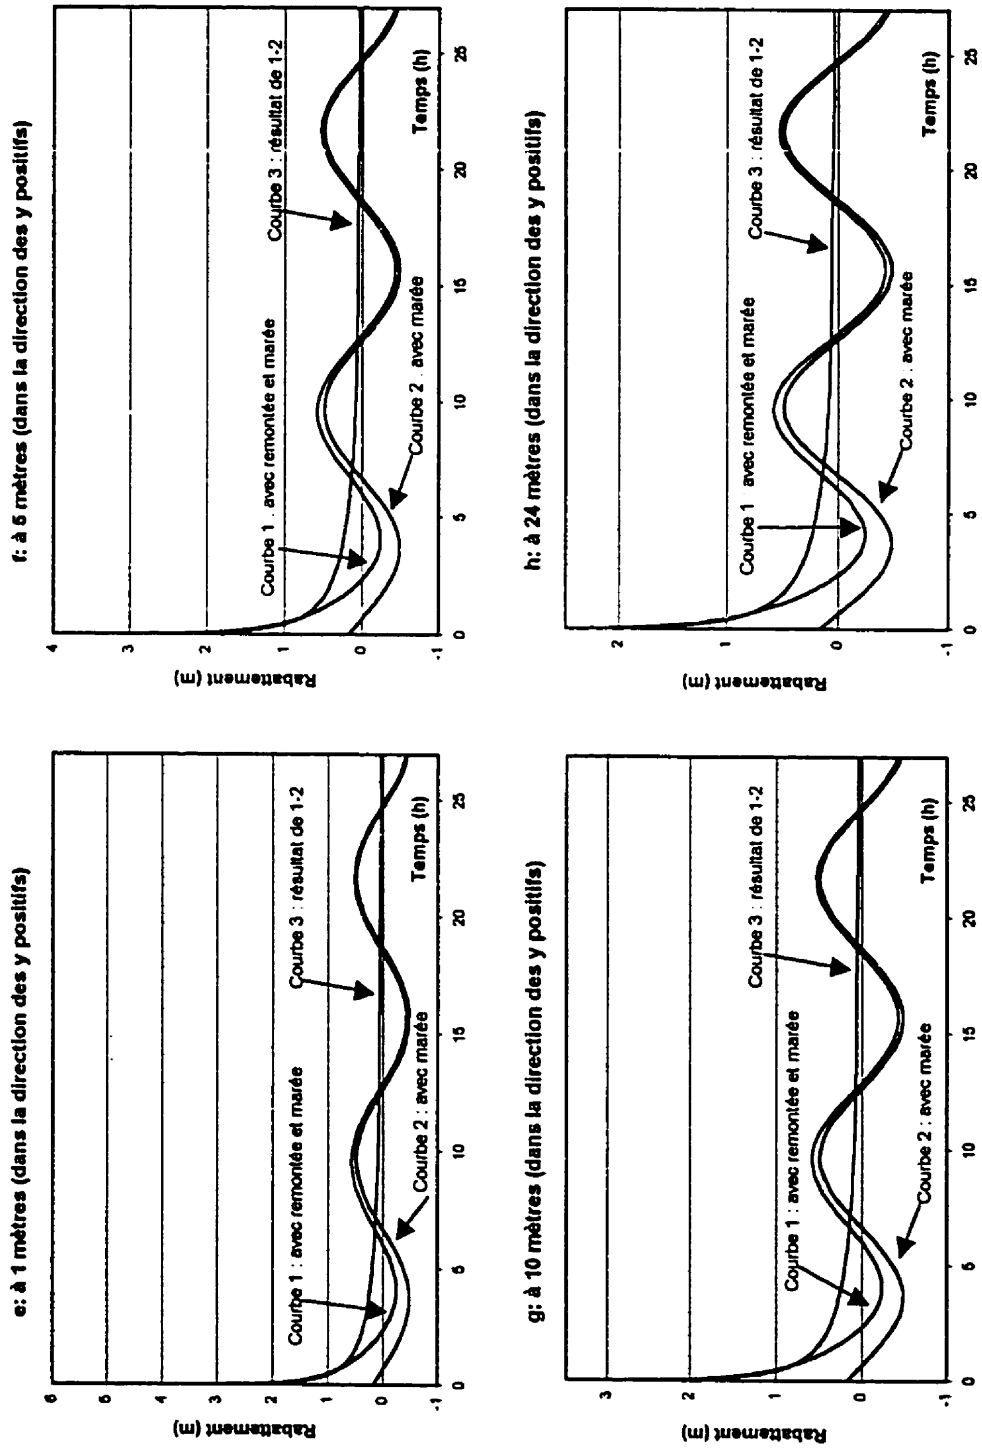 e: à 1 mètres (dans la direction des y positifs)
6
5
4
3
2
1
0
-1
Rabattement (m)
0
5
10
15
20
25
Temps (h)
Courbe 1 : avec remontée et marée
Courbe 3 : résultat de 1-2
Courbe 2 : avec marée
f: à 5 mètres (dans la direction des y positifs)
4
3
2
1
0
-1
Rabattement (m)
0
5
10
15
20
25
Temps (h)
Courbe 1 . avec remontée et marée
Courbe 3 : résultat de 1-2
Courbe 2 . avec marée
g: à 10 mètres (dans la direction des y positifs)
3
2
1
0
-1
Rabattement (m)
0
5
10
15
20
25
Temps (h)
Courbe 1 : avec remontée et marée
Courbe 3 : résultat de 1-2
Courbe 2 : avec marée
h: à 24 mètres (dans la direction des y positifs)
2
1
0
-1
Rabattement (m)
0
5
10
15
20
25
Temps (h)
Courbe 1 : avec remontée et marée
Courbe 3 : résultat de 1-2
Courbe 2 : avec marée